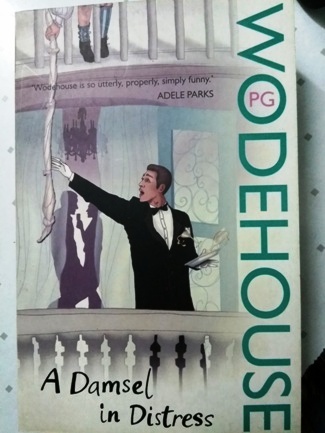 "Wodehouse is so utterly, properly, simply funny."
ADELE PARKS
PG
WODEHOUSE
A Damsel
in Distress